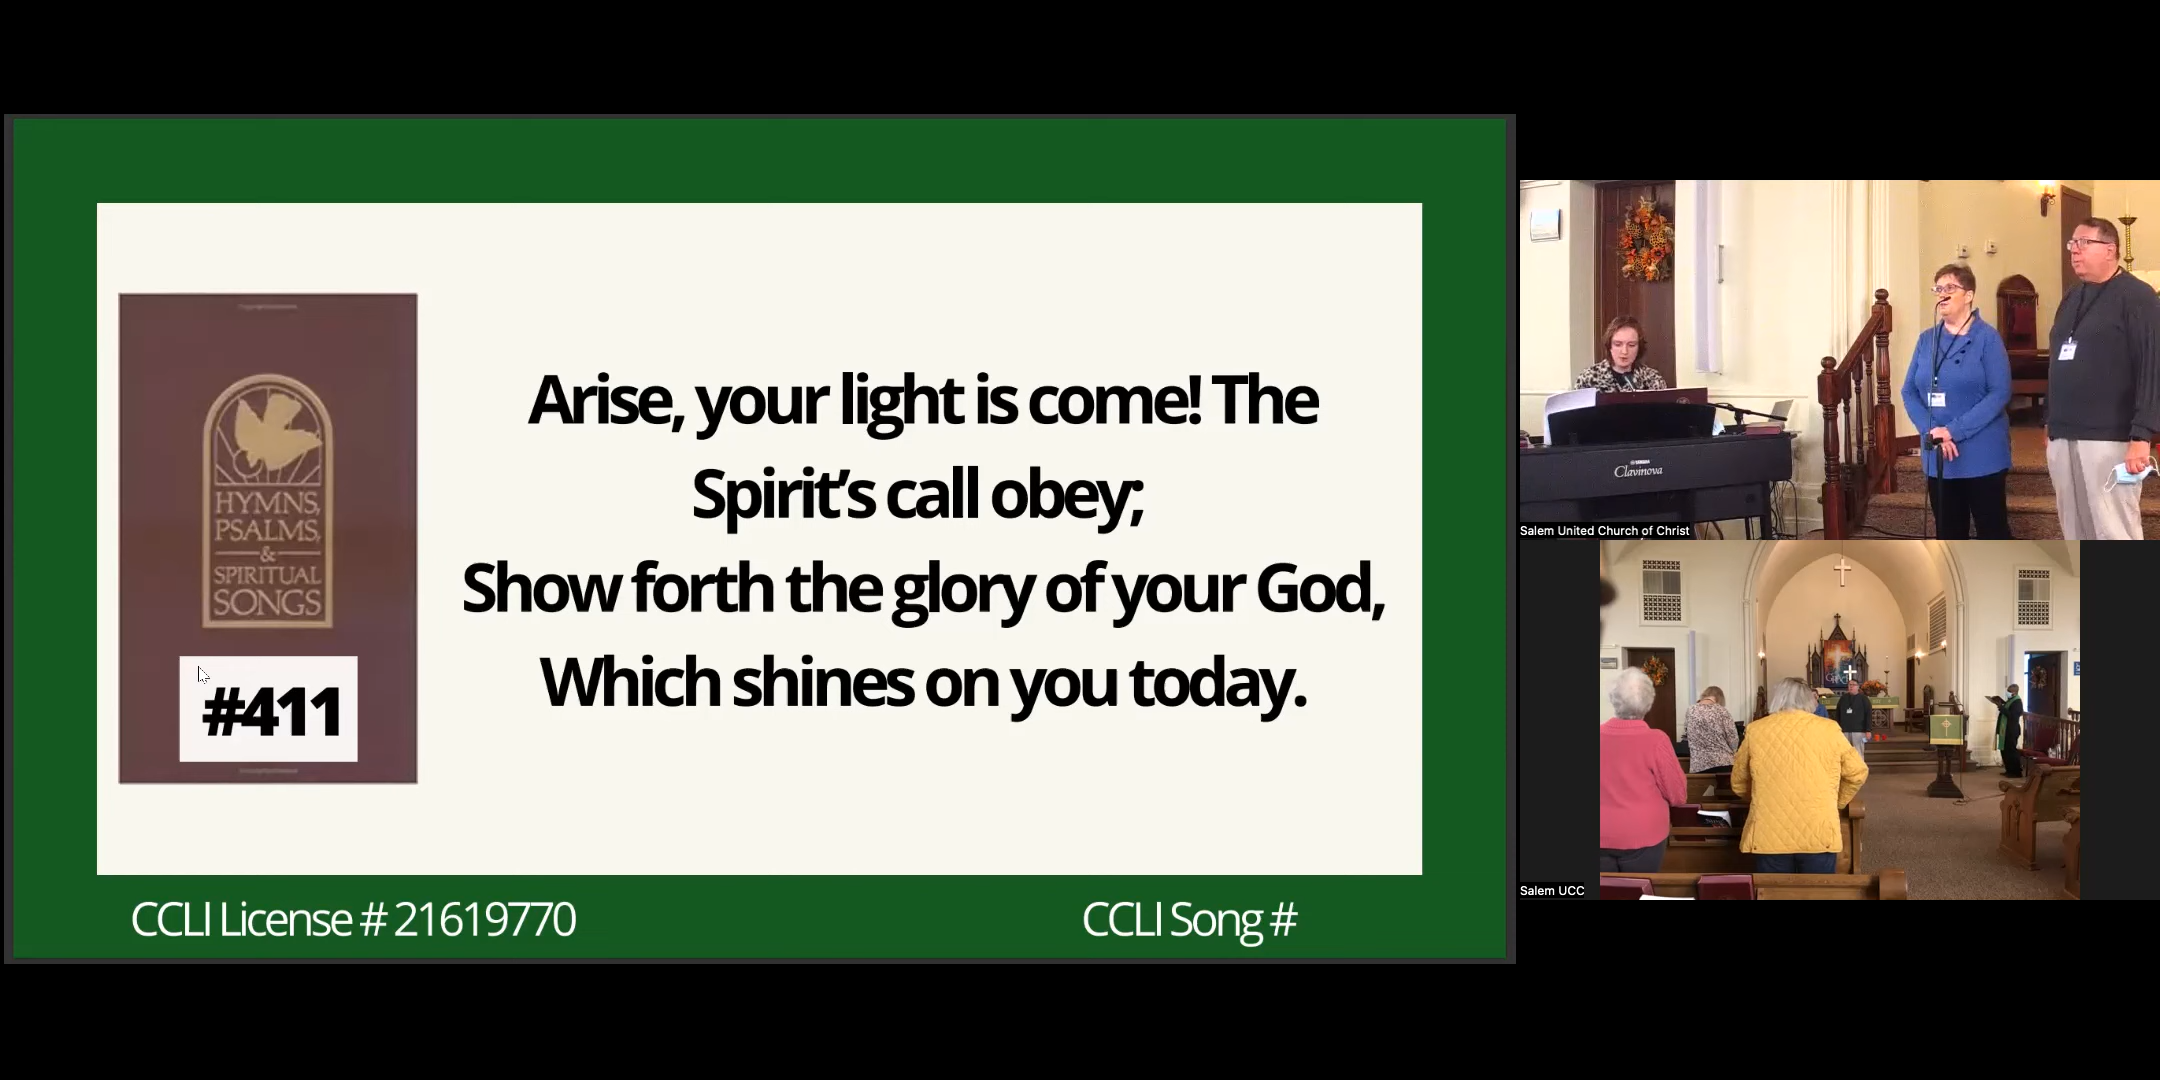 HYMNS,
PSALMS,
&
SPIRITUAL
SONGS
#411
Arise, your light is come! The
Spirit’s call obey;
Show forth the glory of your God,
Which shines on you today.
CCLI License # 21619770
CCLI Song #
YAMAHA
Clavinova
Salem United Church of Christ
Salem UCC